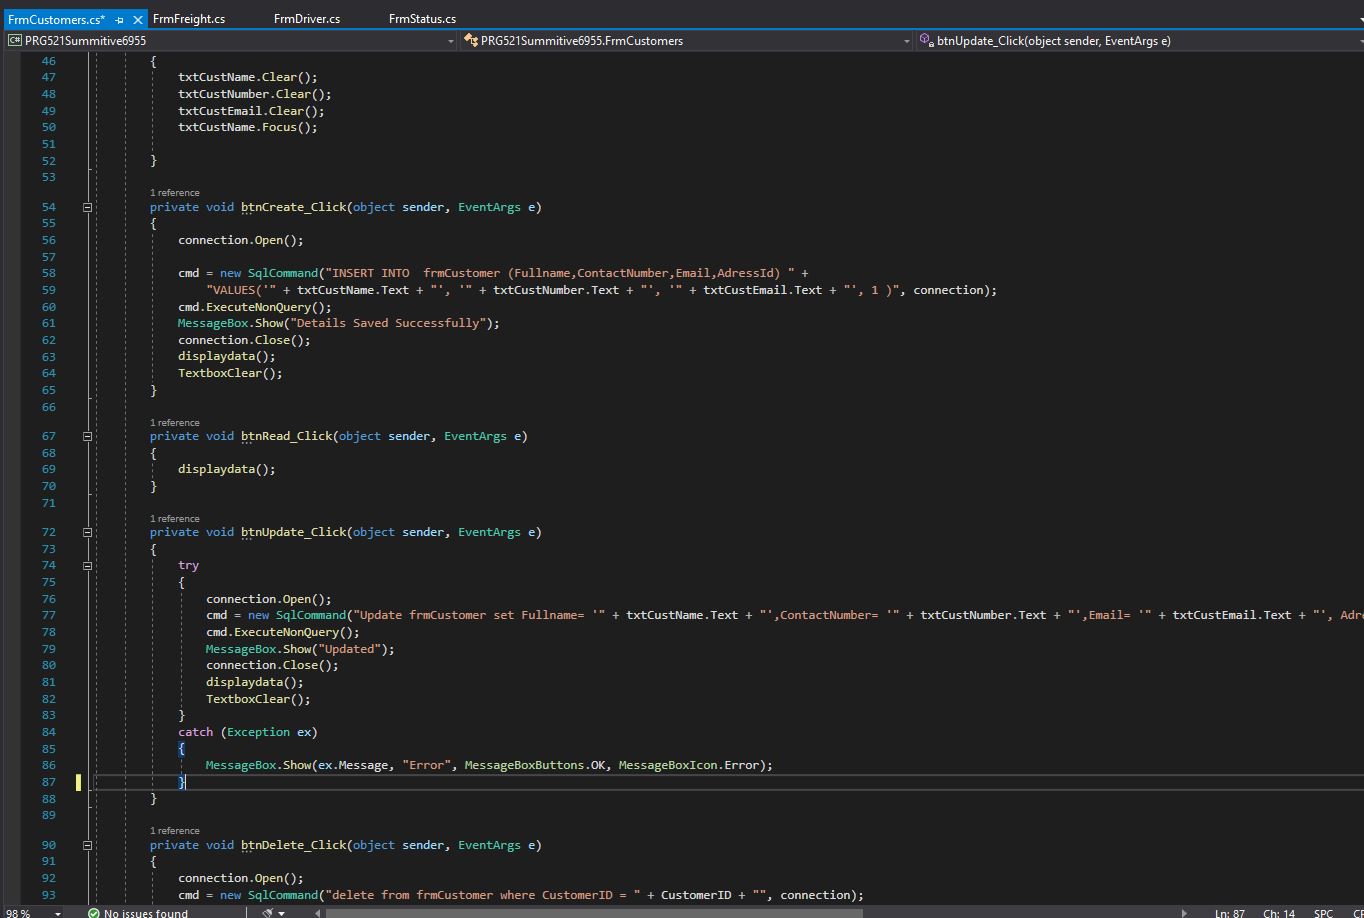 FrmCustomers.cs* FrmFreight.cs FrmDriver.cs FrmStatus.cs
C# PRG521Summitive6955 PRG521Summitive6955.FrmCustomers btnUpdate_Click(object sender, EventArgs e)
46 {
47 txtCustName.Clear();
48 txtCustNumber.Clear();
49 txtCustEmail.Clear();
50 txtCustName.Focus();
51
52 }
53
1 reference
54 private void btnCreate_Click(object sender, EventArgs e)
55 {
56 connection.Open();
57
58 cmd = new SqlCommand("INSERT INTO  frmCustomer (Fullname,ContactNumber,Email,AdressId) " +
59 "VALUES('" + txtCustName.Text + "', '" + txtCustNumber.Text + "', '" + txtCustEmail.Text + "', 1 )", connection);
60 cmd.ExecuteNonQuery();
61 MessageBox.Show("Details Saved Successfully");
62 connection.Close();
63 displaydata();
64 TextboxClear();
65 }
66
1 reference
67 private void btnRead_Click(object sender, EventArgs e)
68 {
69 displaydata();
70 }
71
1 reference
72 private void btnUpdate_Click(object sender, EventArgs e)
73 {
74 try
75 {
76 connection.Open();
77 cmd = new SqlCommand("Update frmCustomer set Fullname= '" + txtCustName.Text + "',ContactNumber= '" + txtCustNumber.Text + "',Email= '" + txtCustEmail.Text + "', Adre
78 cmd.ExecuteNonQuery();
79 MessageBox.Show("Updated");
80 connection.Close();
81 displaydata();
82 TextboxClear();
83 }
84 catch (Exception ex)
85 {
86 MessageBox.Show(ex.Message, "Error", MessageBoxButtons.OK, MessageBoxIcon.Error);
87 }
88 }
89
1 reference
90 private void btnDelete_Click(object sender, EventArgs e)
91 {
92 connection.Open();
93 cmd = new SqlCommand("delete from frmCustomer where CustomerID = " + CustomerID + "", connection);
98 % No issues found Ln: 87 Ch: 14 SPC